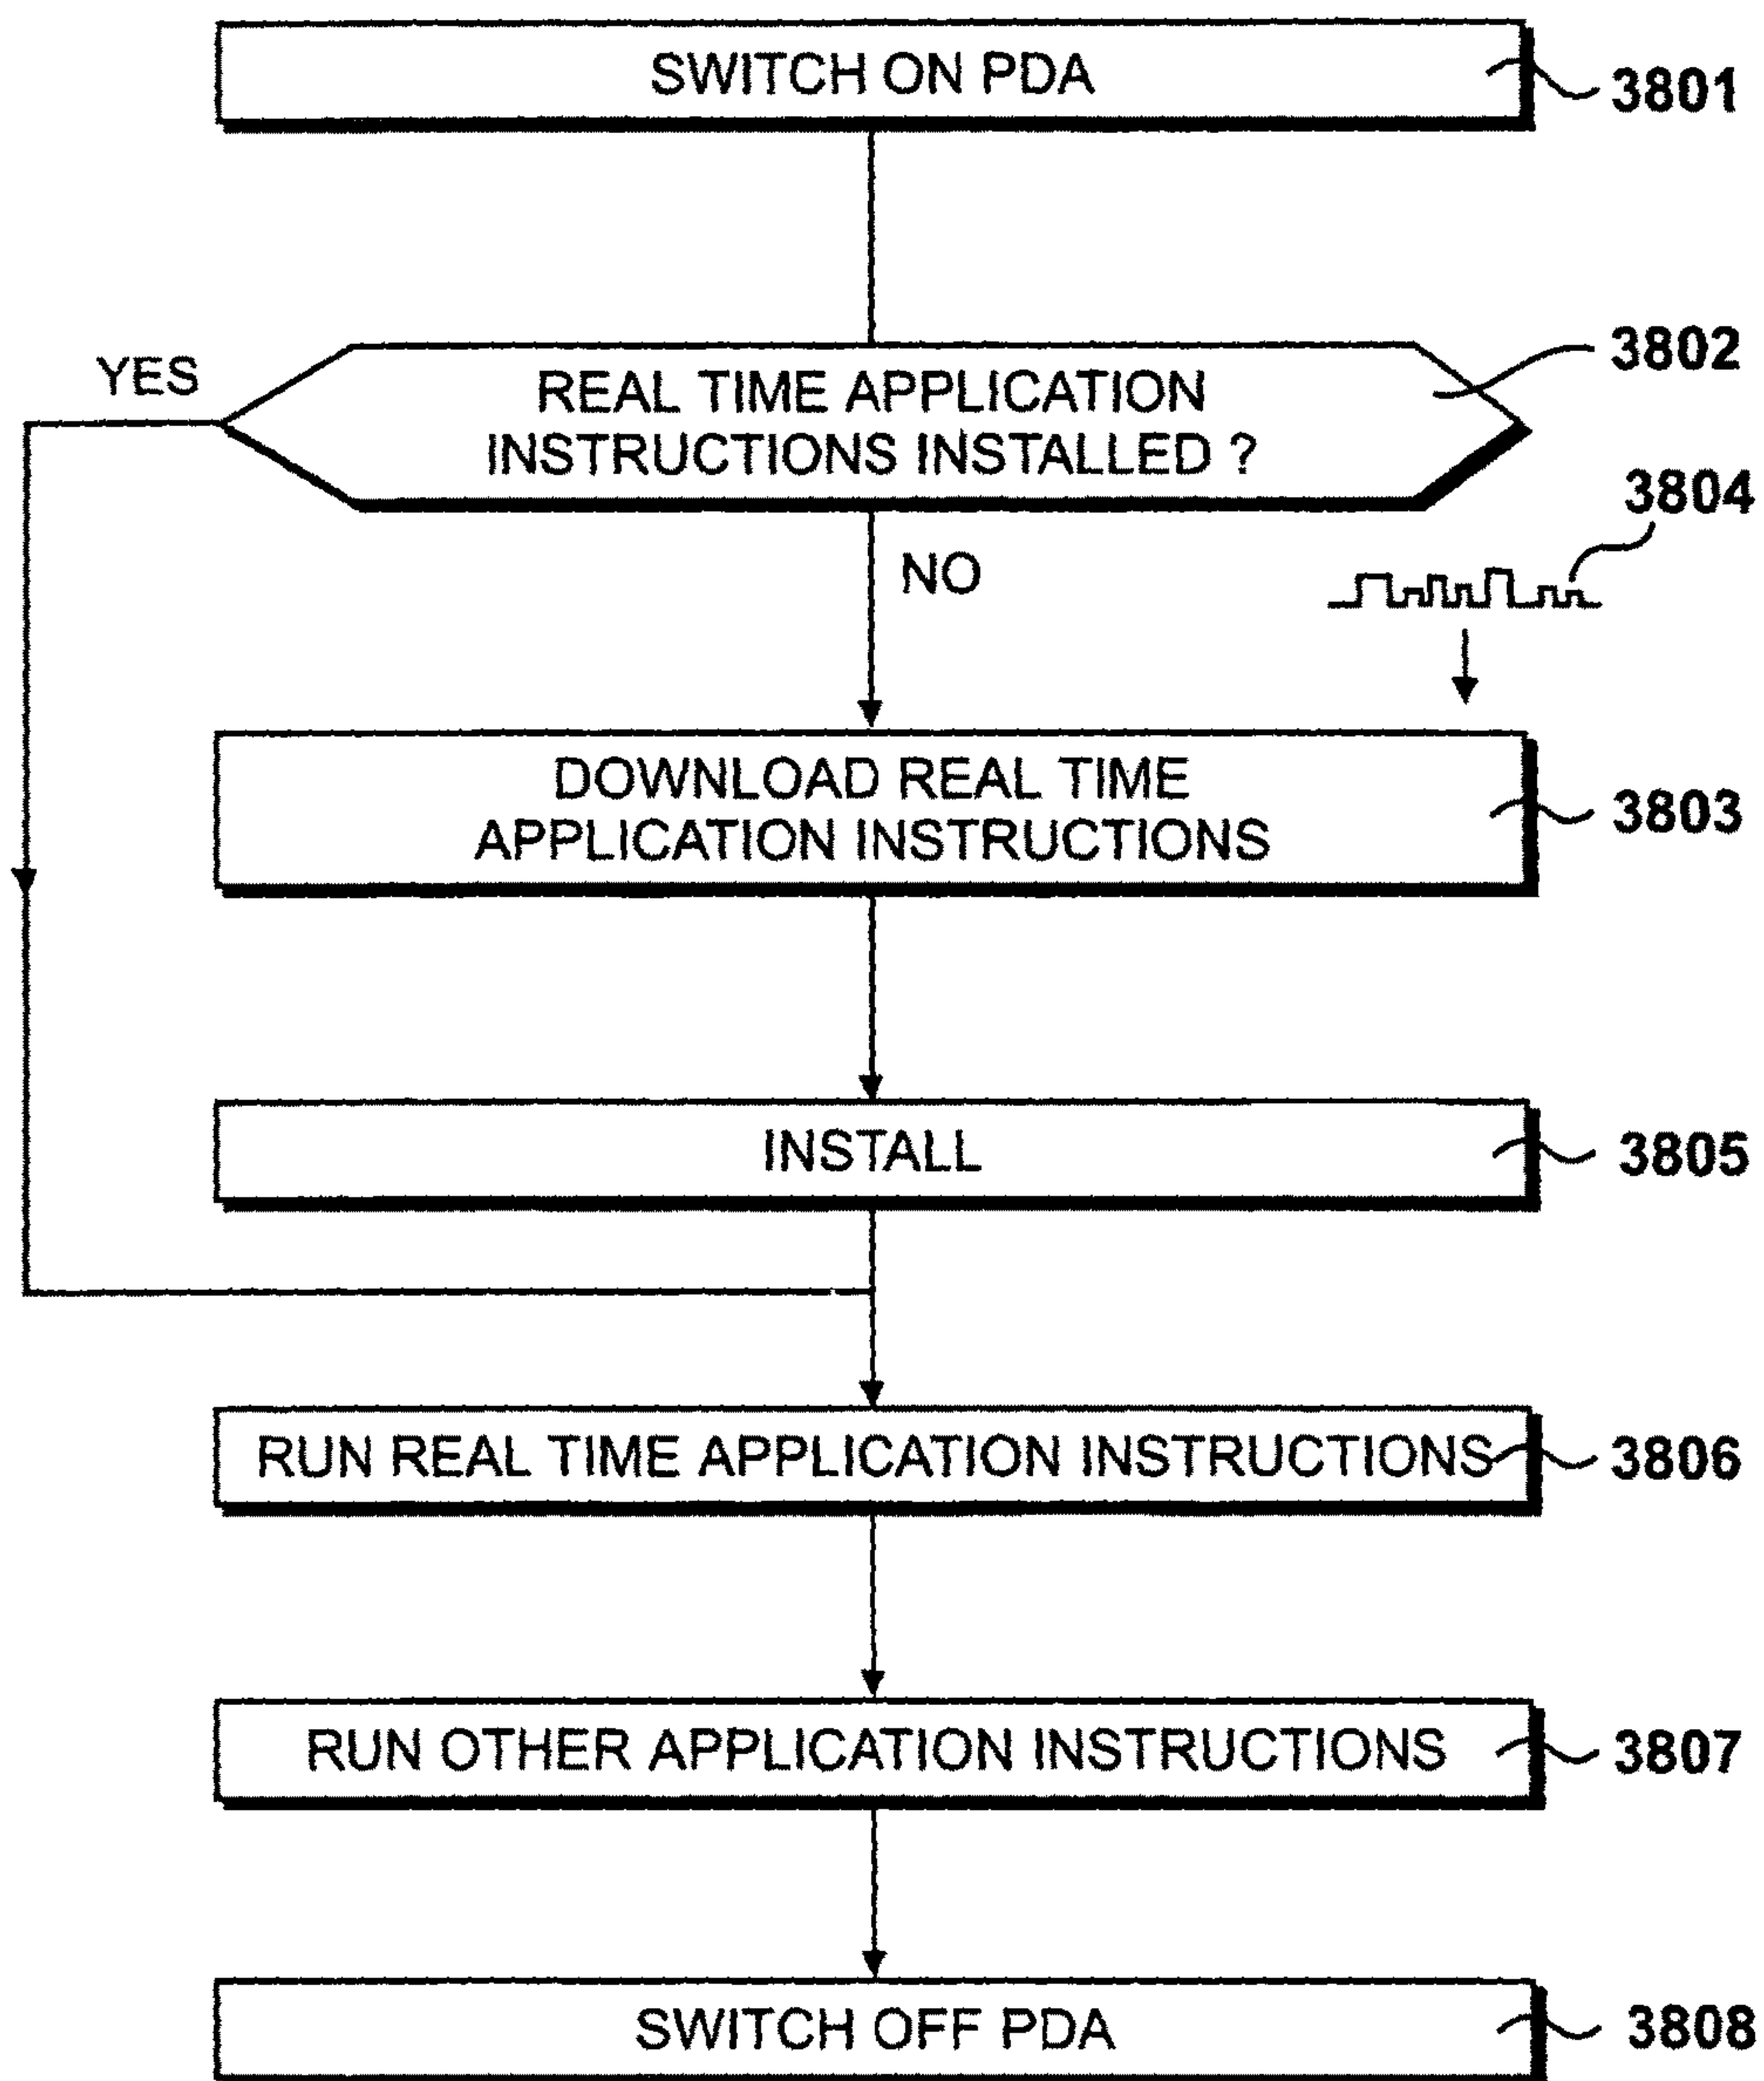 SWITCH ON PDA
3801
YES
REAL TIME APPLICATION
INSTRUCTIONS INSTALLED ?
3802
3804
NO
DOWNLOAD REAL TIME
APPLICATION INSTRUCTIONS
3803
INSTALL
3805
RUN REAL TIME APPLICATION INSTRUCTIONS
3806
RUN OTHER APPLICATION INSTRUCTIONS
3807
SWITCH OFF PDA
3808